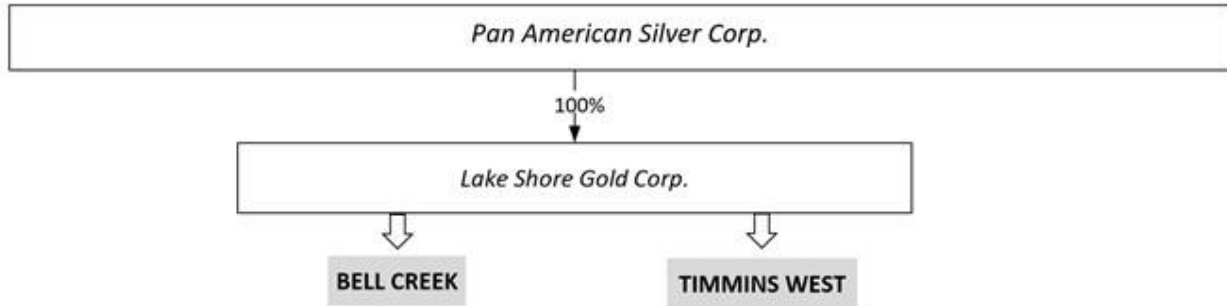 Pan American Silver Corp.
100%
Lake Shore Gold Corp.
BELL CREEK
TIMMINS WEST